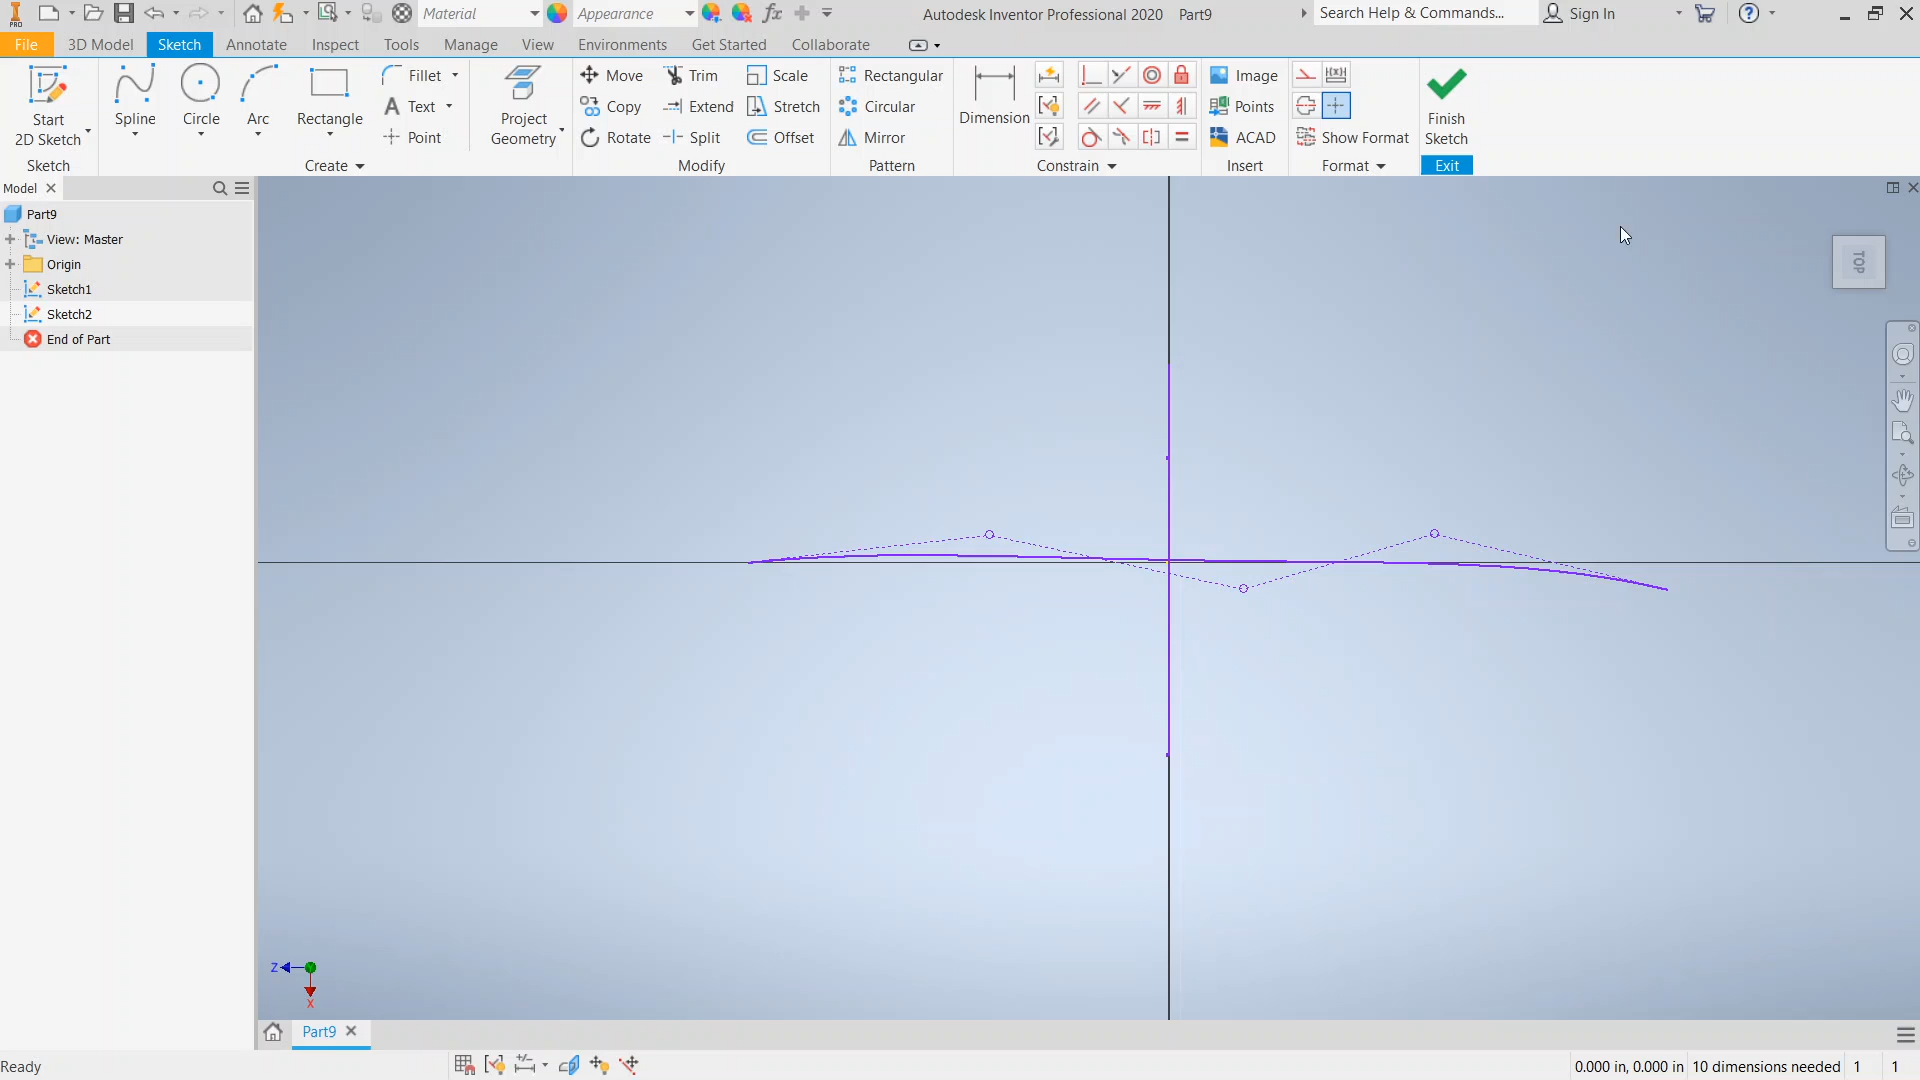 PRO
Material
Appearance
Autodesk Inventor Professional 2020 Part9
Search Help & Commands...
Sign In
File 3D Model Sketch Annotate Inspect Tools Manage View Environments Get Started Collaborate
Start
2D Sketch
Spline
Circle
Arc
Rectangle
Fillet
Text
Point
Project
Geometry
Move
Copy
Rotate
Trim
Extend
Split
Scale
Stretch
Offset
Rectangular
Circular
Mirror
Dimension
Image
Points
ACAD
Show Format
Finish
Sketch
Sketch Create Modify Pattern Constrain Insert Format Exit
Model
Part9
View: Master
Origin
Sketch1
Sketch2
End of Part
TOP
Z
X
Part9
Ready
0.000 in, 0.000 in 10 dimensions needed 1 1